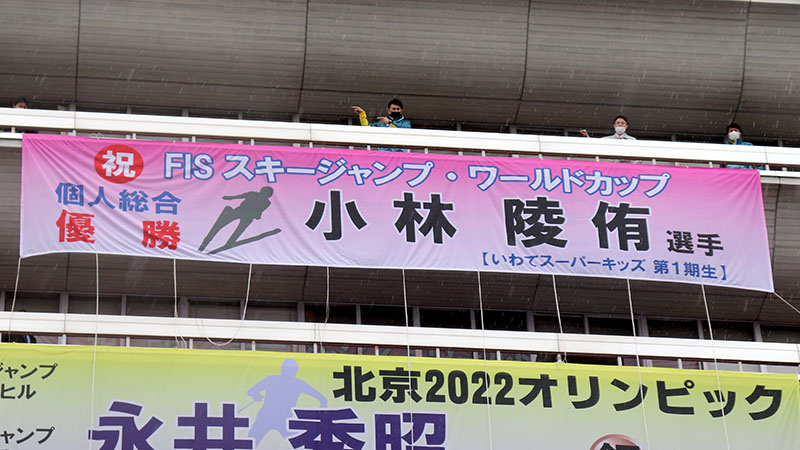 祝 FIS スキージャンプ・ワールドカップ
個人総合
優勝
小林 陵侑 選手
【いわてスーパーキッズ 第1期生】
北京2022オリンピック
ジャンプ
ヒル
永井 秀昭
ジャンプ